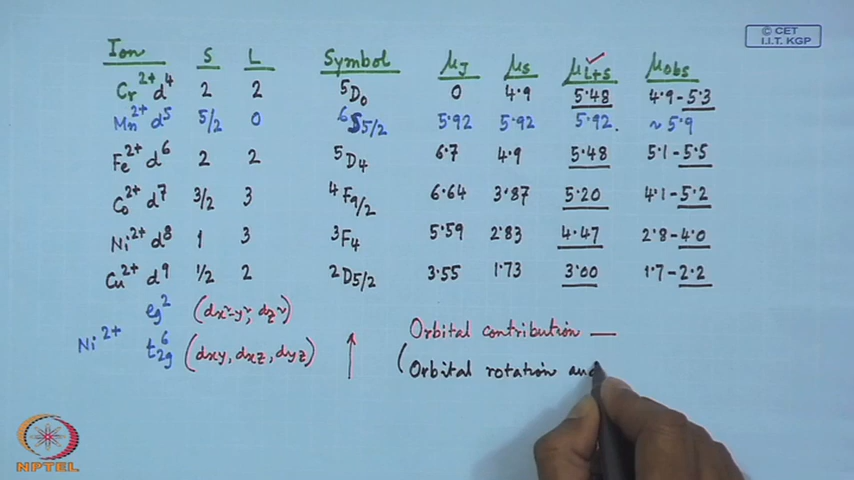 © CET
I.I.T. KGP
Ion S L Symbol μJ μS μL+S μobs
Cr²⁺ d⁴ 2 2 ⁵D₀ 0 4.9 5.48 4.9-5.3
Mn²⁺ d⁵ 5/2 0 ⁶S5/2 5.92 5.92 5.92. ~5.9
Fe²⁺ d⁶ 2 2 ⁵D₄ 6.7 4.9 5.48 5.1-5.5
Co²⁺ d⁷ 3/2 3 ⁴F9/2 6.64 3.87 5.20 4.1-5.2
Ni²⁺ d⁸ 1 3 ³F₄ 5.59 2.83 4.47 2.8-4.0
Cu²⁺ d⁹ 1/2 2 ²D5/2 3.55 1.73 3.00 1.7-2.2
eg² (dx²-y², dz²)
Ni²⁺ t₂g⁶ (dxy, dxz, dyz)
Orbital contribution —
(Orbital rotation
NPTEL